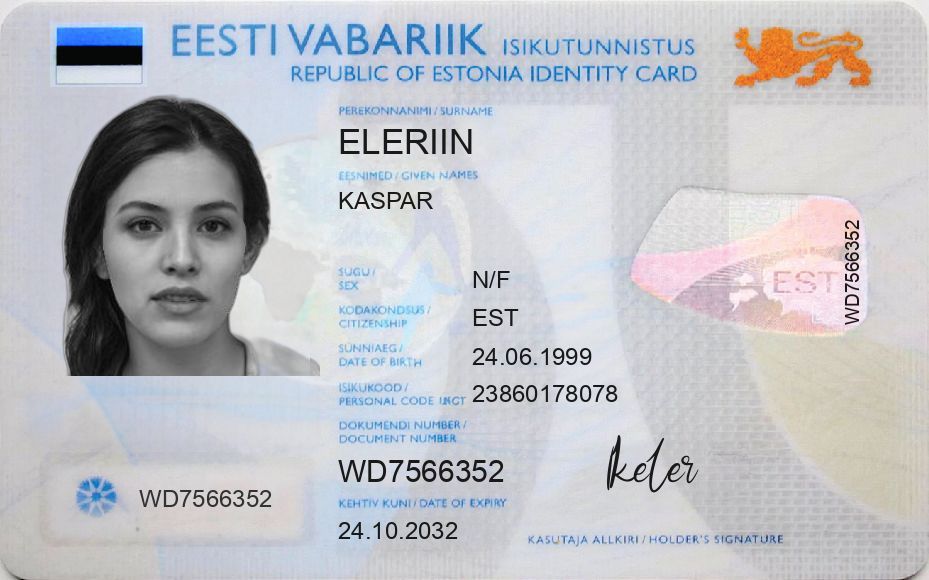 EESTI VABARIIK ISIKUTUNNISTUS
REPUBLIC OF ESTONIA IDENTITY CARD
PEREKONNANIMI / SURNAME
ELERIIN
EESNIMED / GIVEN NAMES
KASPAR
SUGU /
SEX
N/F
KODAKONDSUS /
CITIZENSHIP
EST
SÜNNIAEG /
DATE OF BIRTH
24.06.1999
ISIKUKOOD /
PERSONAL CODE
23860178078
DOKUMENDI NUMBER /
DOCUMENT NUMBER
WD7566352
KEHTIV KUNI / DATE OF EXPIRY
24.10.2032
WD7566352
EST
WD7566352
Keler
KASUTAJA ALLKIRI / HOLDER'S SIGNATURE